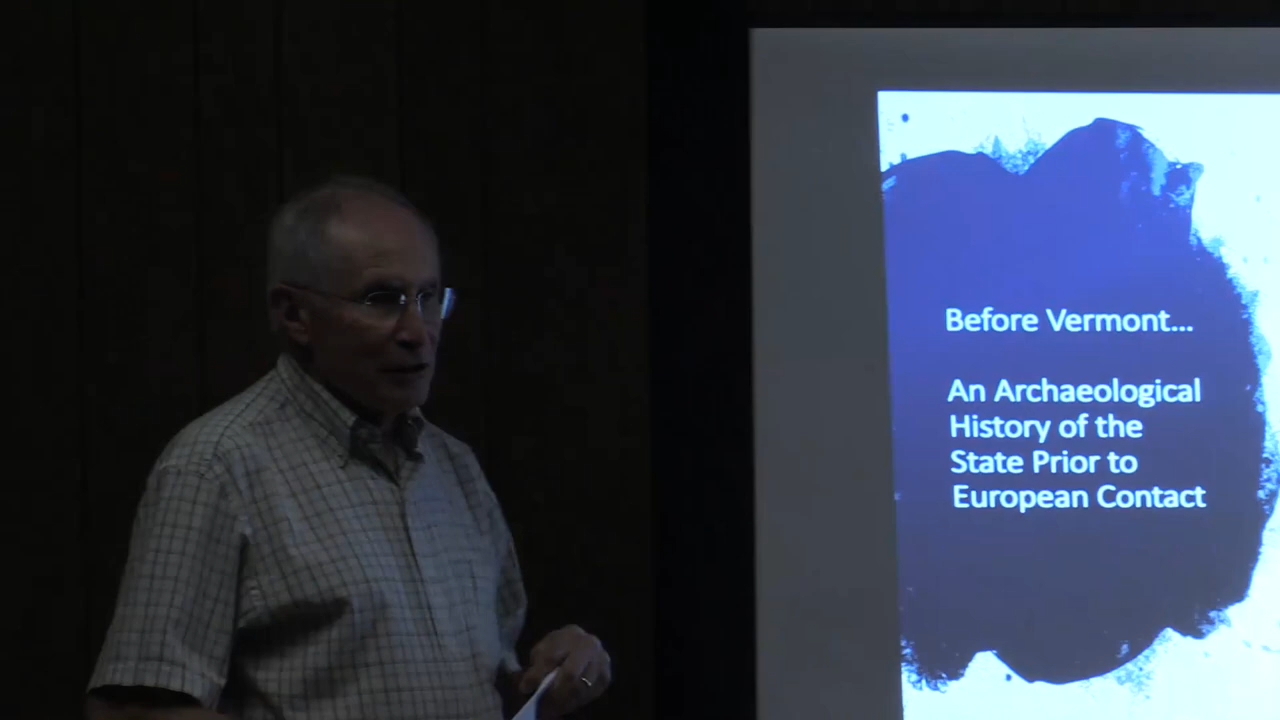 Before Vermont...
An Archaeological
History of the
State Prior to
European Contact